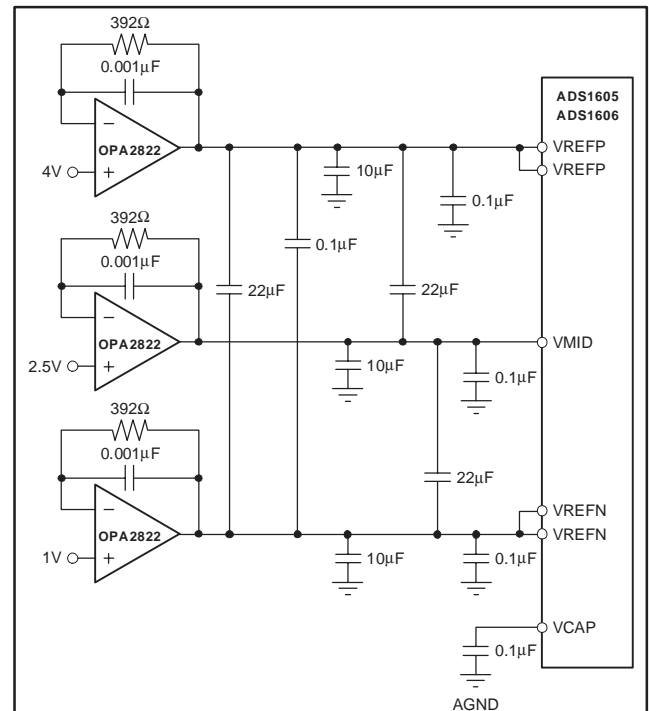 392Ω
0.001µF
OPA2822
4V
ADS1605
ADS1606
VREFP
VREFP
10µF
0.1µF
0.1µF
22µF
22µF
392Ω
0.001µF
OPA2822
2.5V
VMID
10µF
0.1µF
392Ω
0.001µF
OPA2822
1V
22µF
VREFN
VREFN
10µF
0.1µF
VCAP
0.1µF
AGND